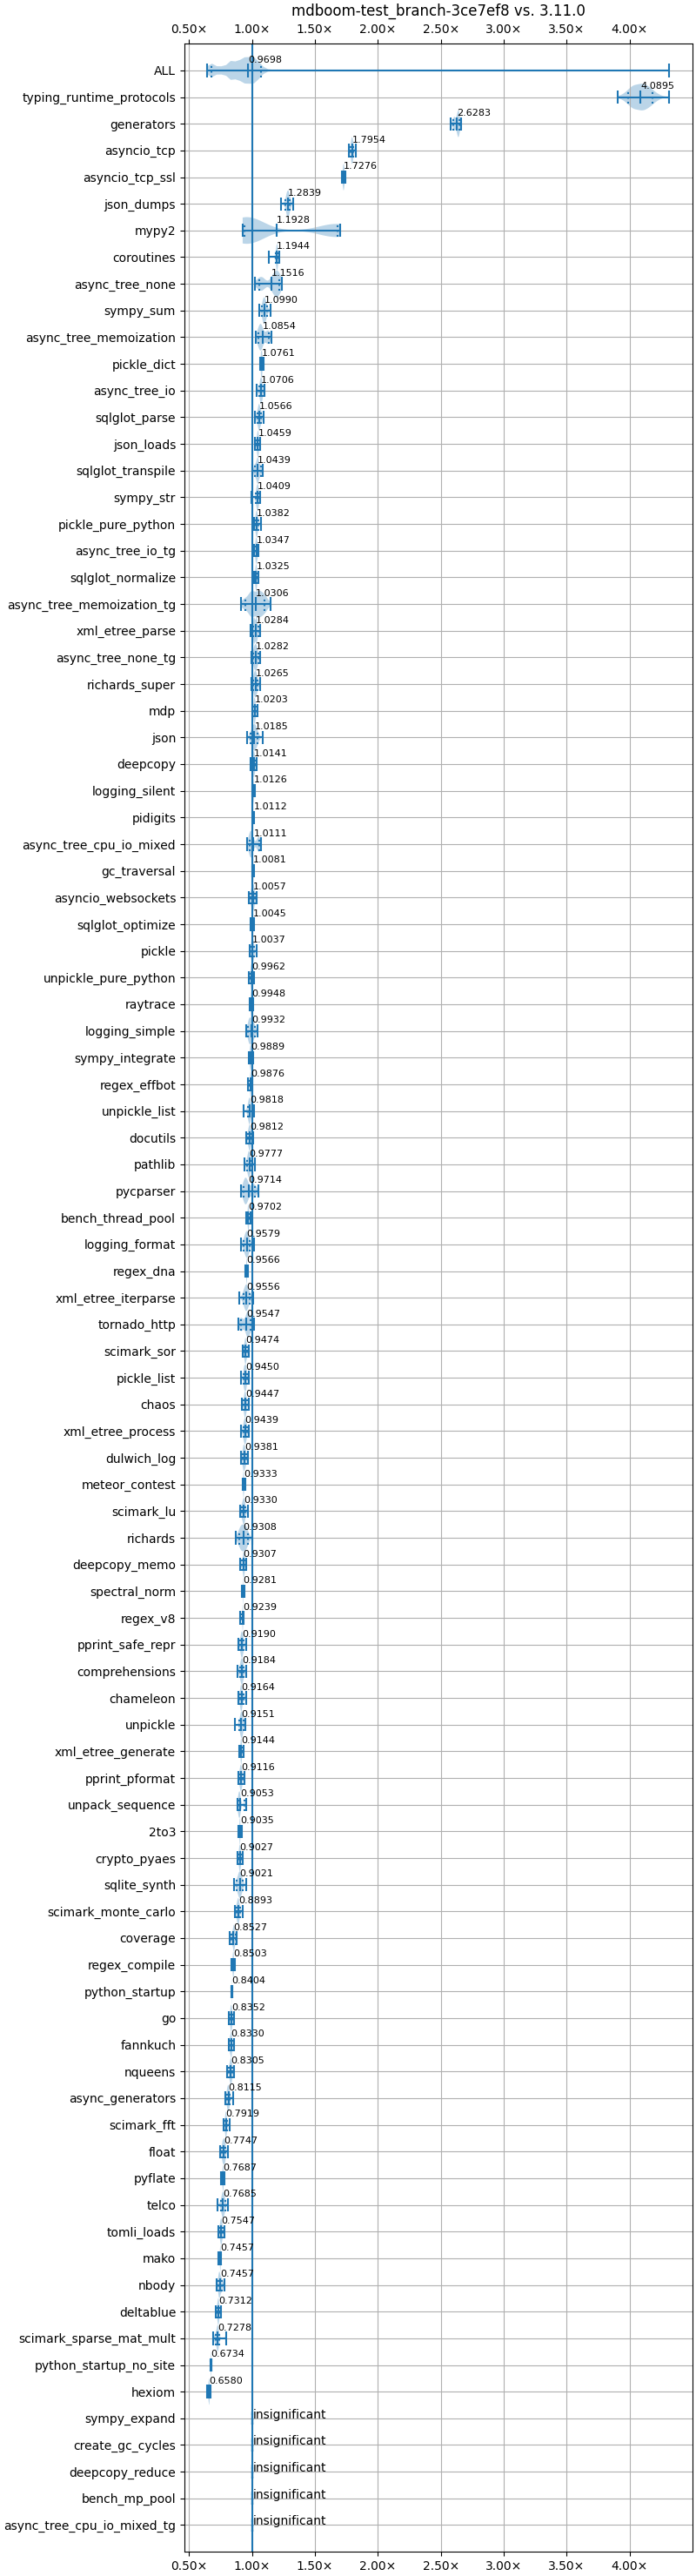 mdboom-test_branch-3ce7ef8 vs. 3.11.0
0.50× 1.00× 1.50× 2.00× 2.50× 3.00× 3.50× 4.00×
ALL 0.9698
typing_runtime_protocols 4.0895
generators 2.6283
asyncio_tcp 1.7954
asyncio_tcp_ssl 1.7276
json_dumps 1.2839
mypy2 1.1928
coroutines 1.1944
async_tree_none 1.1516
sympy_sum 1.0990
async_tree_memoization 1.0854
pickle_dict 1.0761
async_tree_io 1.0706
sqlglot_parse 1.0566
json_loads 1.0459
sqlglot_transpile 1.0439
sympy_str 1.0409
pickle_pure_python 1.0382
async_tree_io_tg 1.0347
sqlglot_normalize 1.0325
async_tree_memoization_tg 1.0306
xml_etree_parse 1.0284
async_tree_none_tg 1.0282
richards_super 1.0265
mdp 1.0203
json 1.0185
deepcopy 1.0141
logging_silent 1.0126
pidigits 1.0112
async_tree_cpu_io_mixed 1.0111
gc_traversal 1.0081
asyncio_websockets 1.0057
sqlglot_optimize 1.0045
pickle 1.0037
unpickle_pure_python 0.9962
raytrace 0.9948
logging_simple 0.9932
sympy_integrate 0.9889
regex_effbot 0.9876
unpickle_list 0.9818
docutils 0.9812
pathlib 0.9777
pycparser 0.9714
bench_thread_pool 0.9702
logging_format 0.9579
regex_dna 0.9566
xml_etree_iterparse 0.9556
tornado_http 0.9547
scimark_sor 0.9474
pickle_list 0.9450
chaos 0.9447
xml_etree_process 0.9439
dulwich_log 0.9381
meteor_contest 0.9333
scimark_lu 0.9330
richards 0.9308
deepcopy_memo 0.9307
spectral_norm 0.9281
regex_v8 0.9239
pprint_safe_repr 0.9190
comprehensions 0.9184
chameleon 0.9164
unpickle 0.9151
xml_etree_generate 0.9144
pprint_pformat 0.9116
unpack_sequence 0.9053
2to3 0.9035
crypto_pyaes 0.9027
sqlite_synth 0.9021
scimark_monte_carlo 0.8893
coverage 0.8527
regex_compile 0.8503
python_startup 0.8404
go 0.8352
fannkuch 0.8330
nqueens 0.8305
async_generators 0.8115
scimark_fft 0.7919
float 0.7747
pyflate 0.7687
telco 0.7685
tomli_loads 0.7547
mako 0.7457
nbody 0.7457
deltablue 0.7312
scimark_sparse_mat_mult 0.7278
python_startup_no_site 0.6734
hexiom 0.6580
sympy_expand insignificant
create_gc_cycles insignificant
deepcopy_reduce insignificant
bench_mp_pool insignificant
async_tree_cpu_io_mixed_tg insignificant
0.50× 1.00× 1.50× 2.00× 2.50× 3.00× 3.50× 4.00×